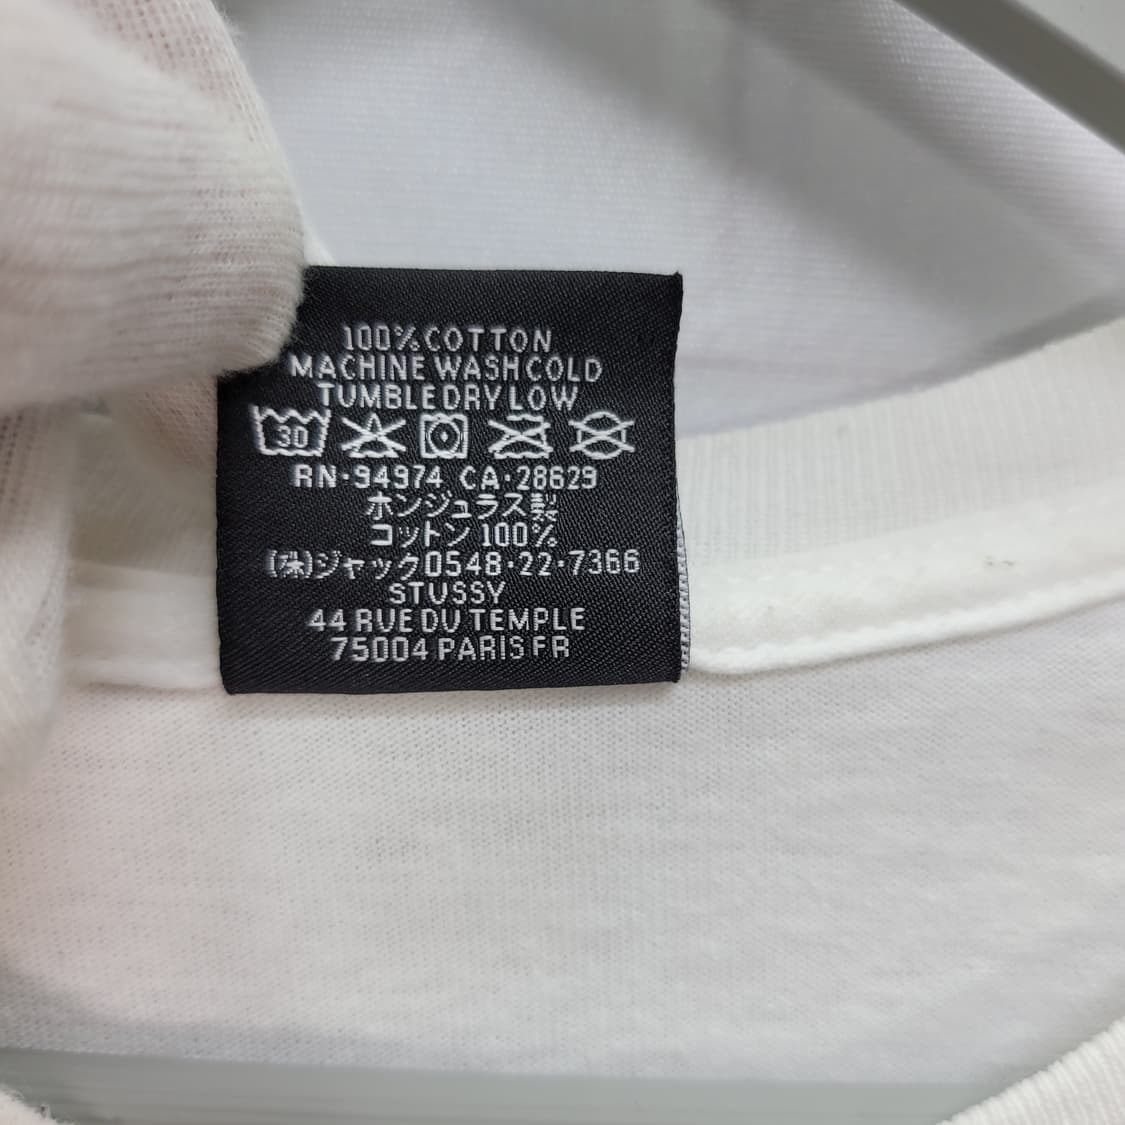 100% COTTON
MACHINE WASH COLD
TUMBLE DRY LOW
30
RN·94974 CA·28629
ホンジュラス製
コットン 100%
(株)ジャック0548·22·7366
STUSSY
44 RUE DU TEMPLE
75004 PARIS FR